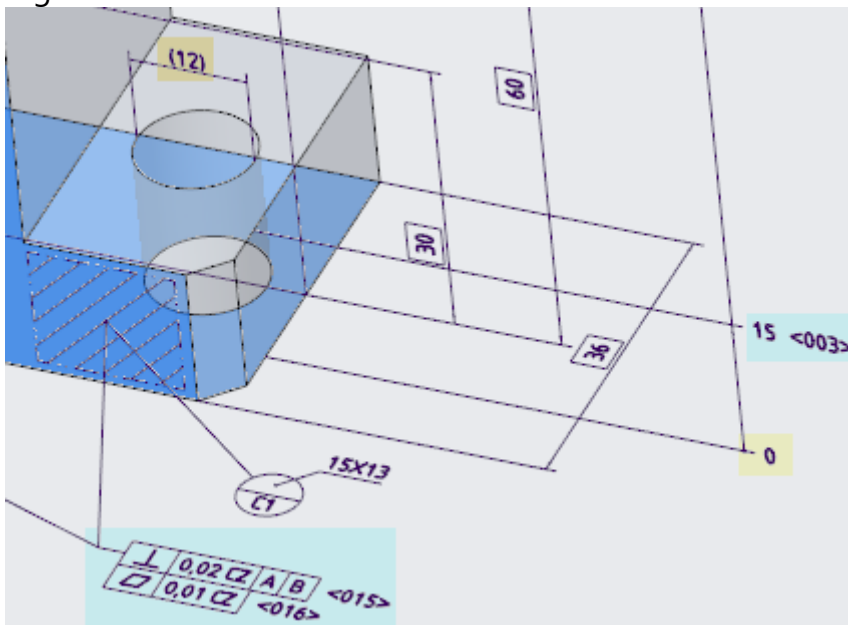 (12)
60
30
36
15 <003>
0
15X13
C1
⊥ 0,02 CZ A B <015>
⏥ 0,01 CZ <016>